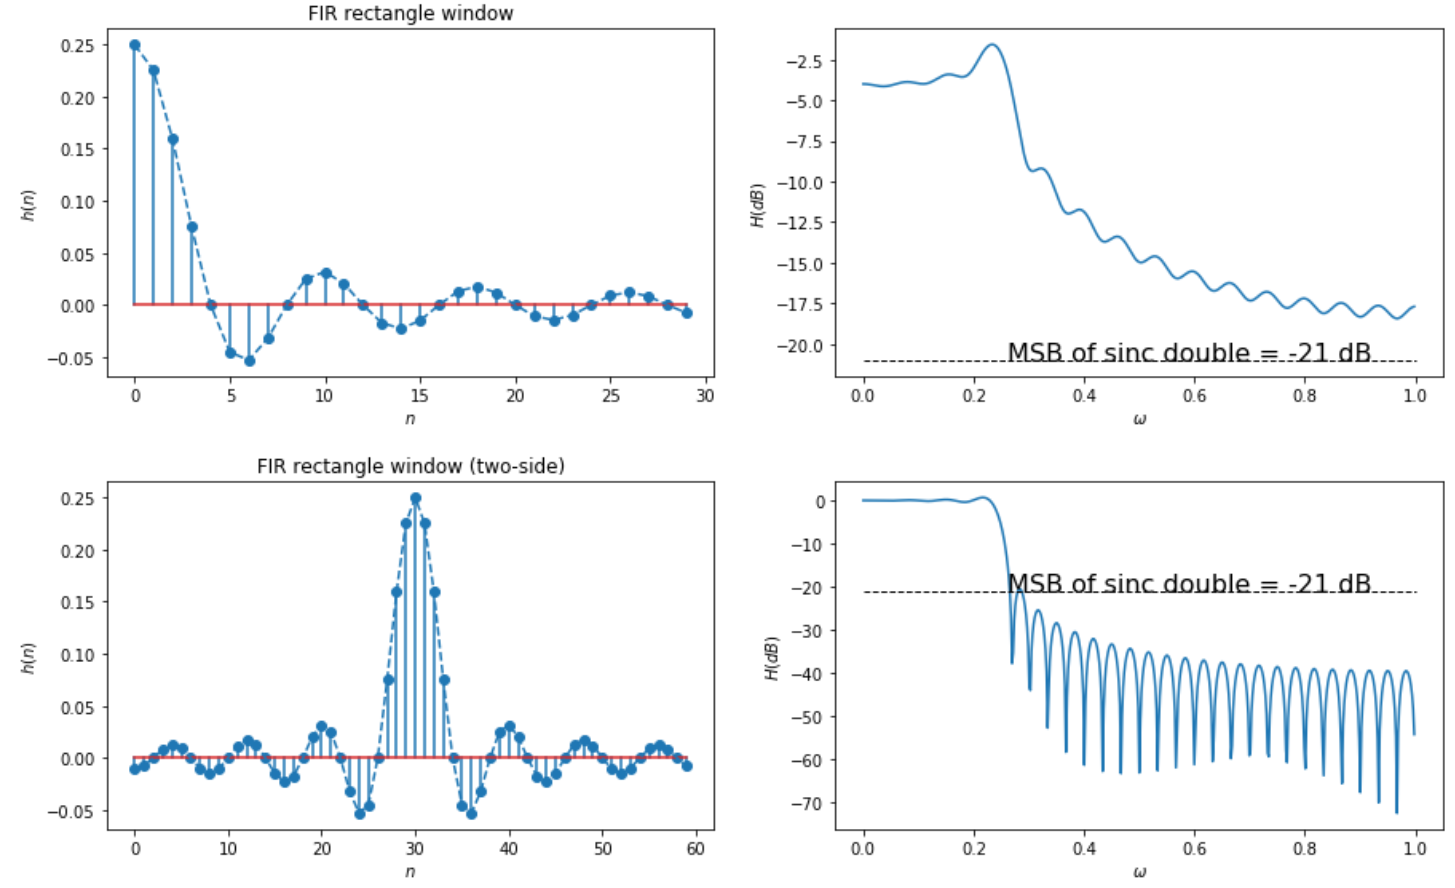 FIR rectangle window
0.25
0.20
0.15
0.10
0.05
0.00
−0.05
h(n)
0 5 10 15 20 25 30
n
−2.5
−5.0
−7.5
−10.0
−12.5
−15.0
−17.5
−20.0
H(dB)
MSB of sinc double = -21 dB
0.0 0.2 0.4 0.6 0.8 1.0
ω
FIR rectangle window (two-side)
0.25
0.20
0.15
0.10
0.05
0.00
−0.05
h(n)
0 10 20 30 40 50 60
n
0
−10
−20
−30
−40
−50
−60
−70
H(dB)
MSB of sinc double = -21 dB
0.0 0.2 0.4 0.6 0.8 1.0
ω